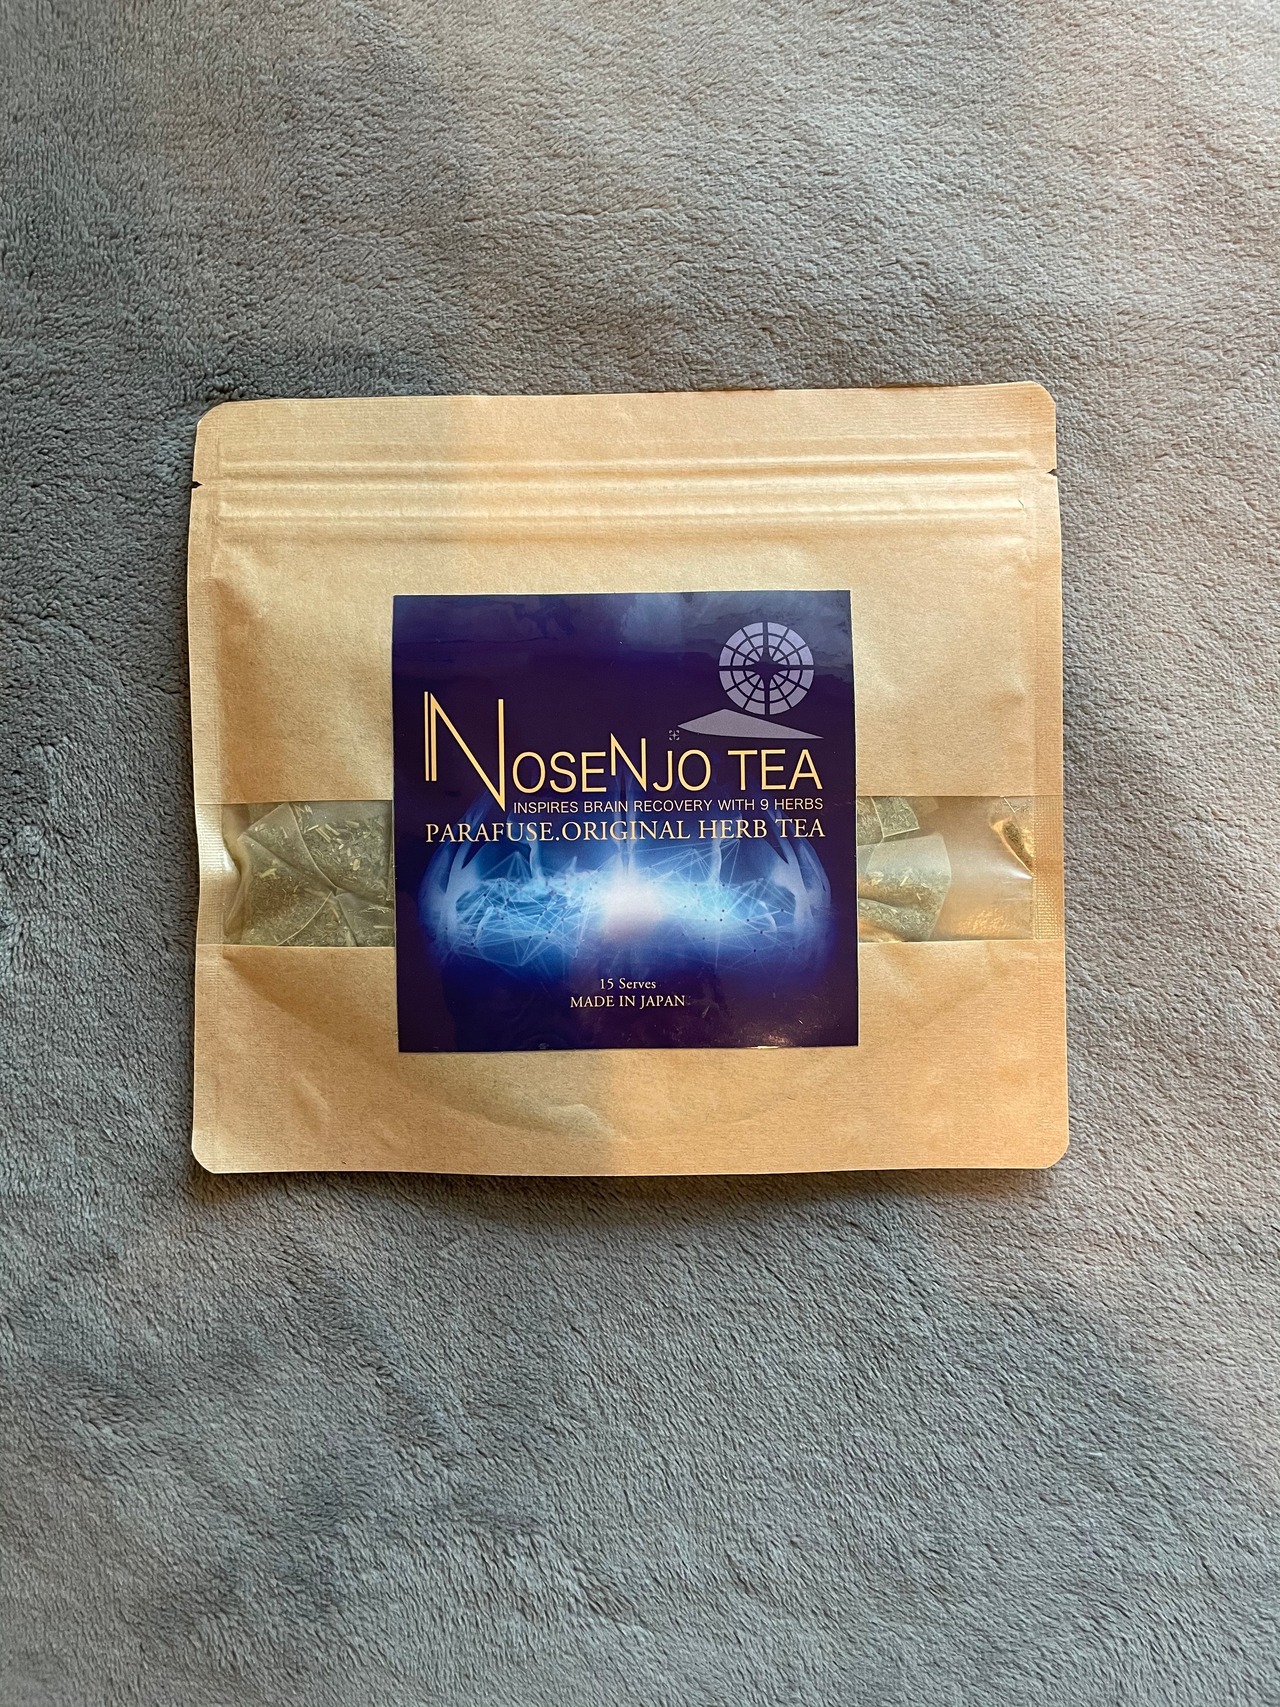 NOSENJO TEA
INSPIRES BRAIN RECOVERY WITH 9 HERBS
PARAFUSE.ORIGINAL HERB TEA
15 Serves
MADE IN JAPAN